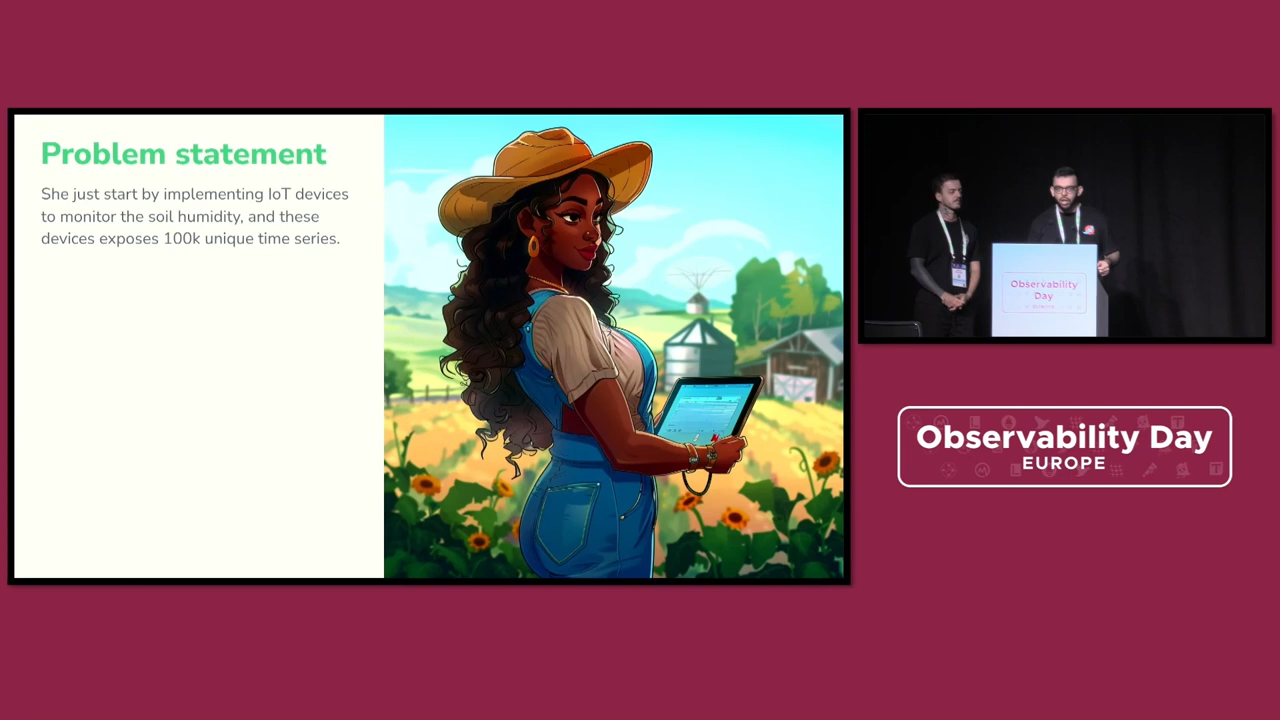 Problem statement
She just start by implementing IoT devices
to monitor the soil humidity, and these
devices exposes 100k unique time series.
Observability
Day
Observability Day
EUROPE